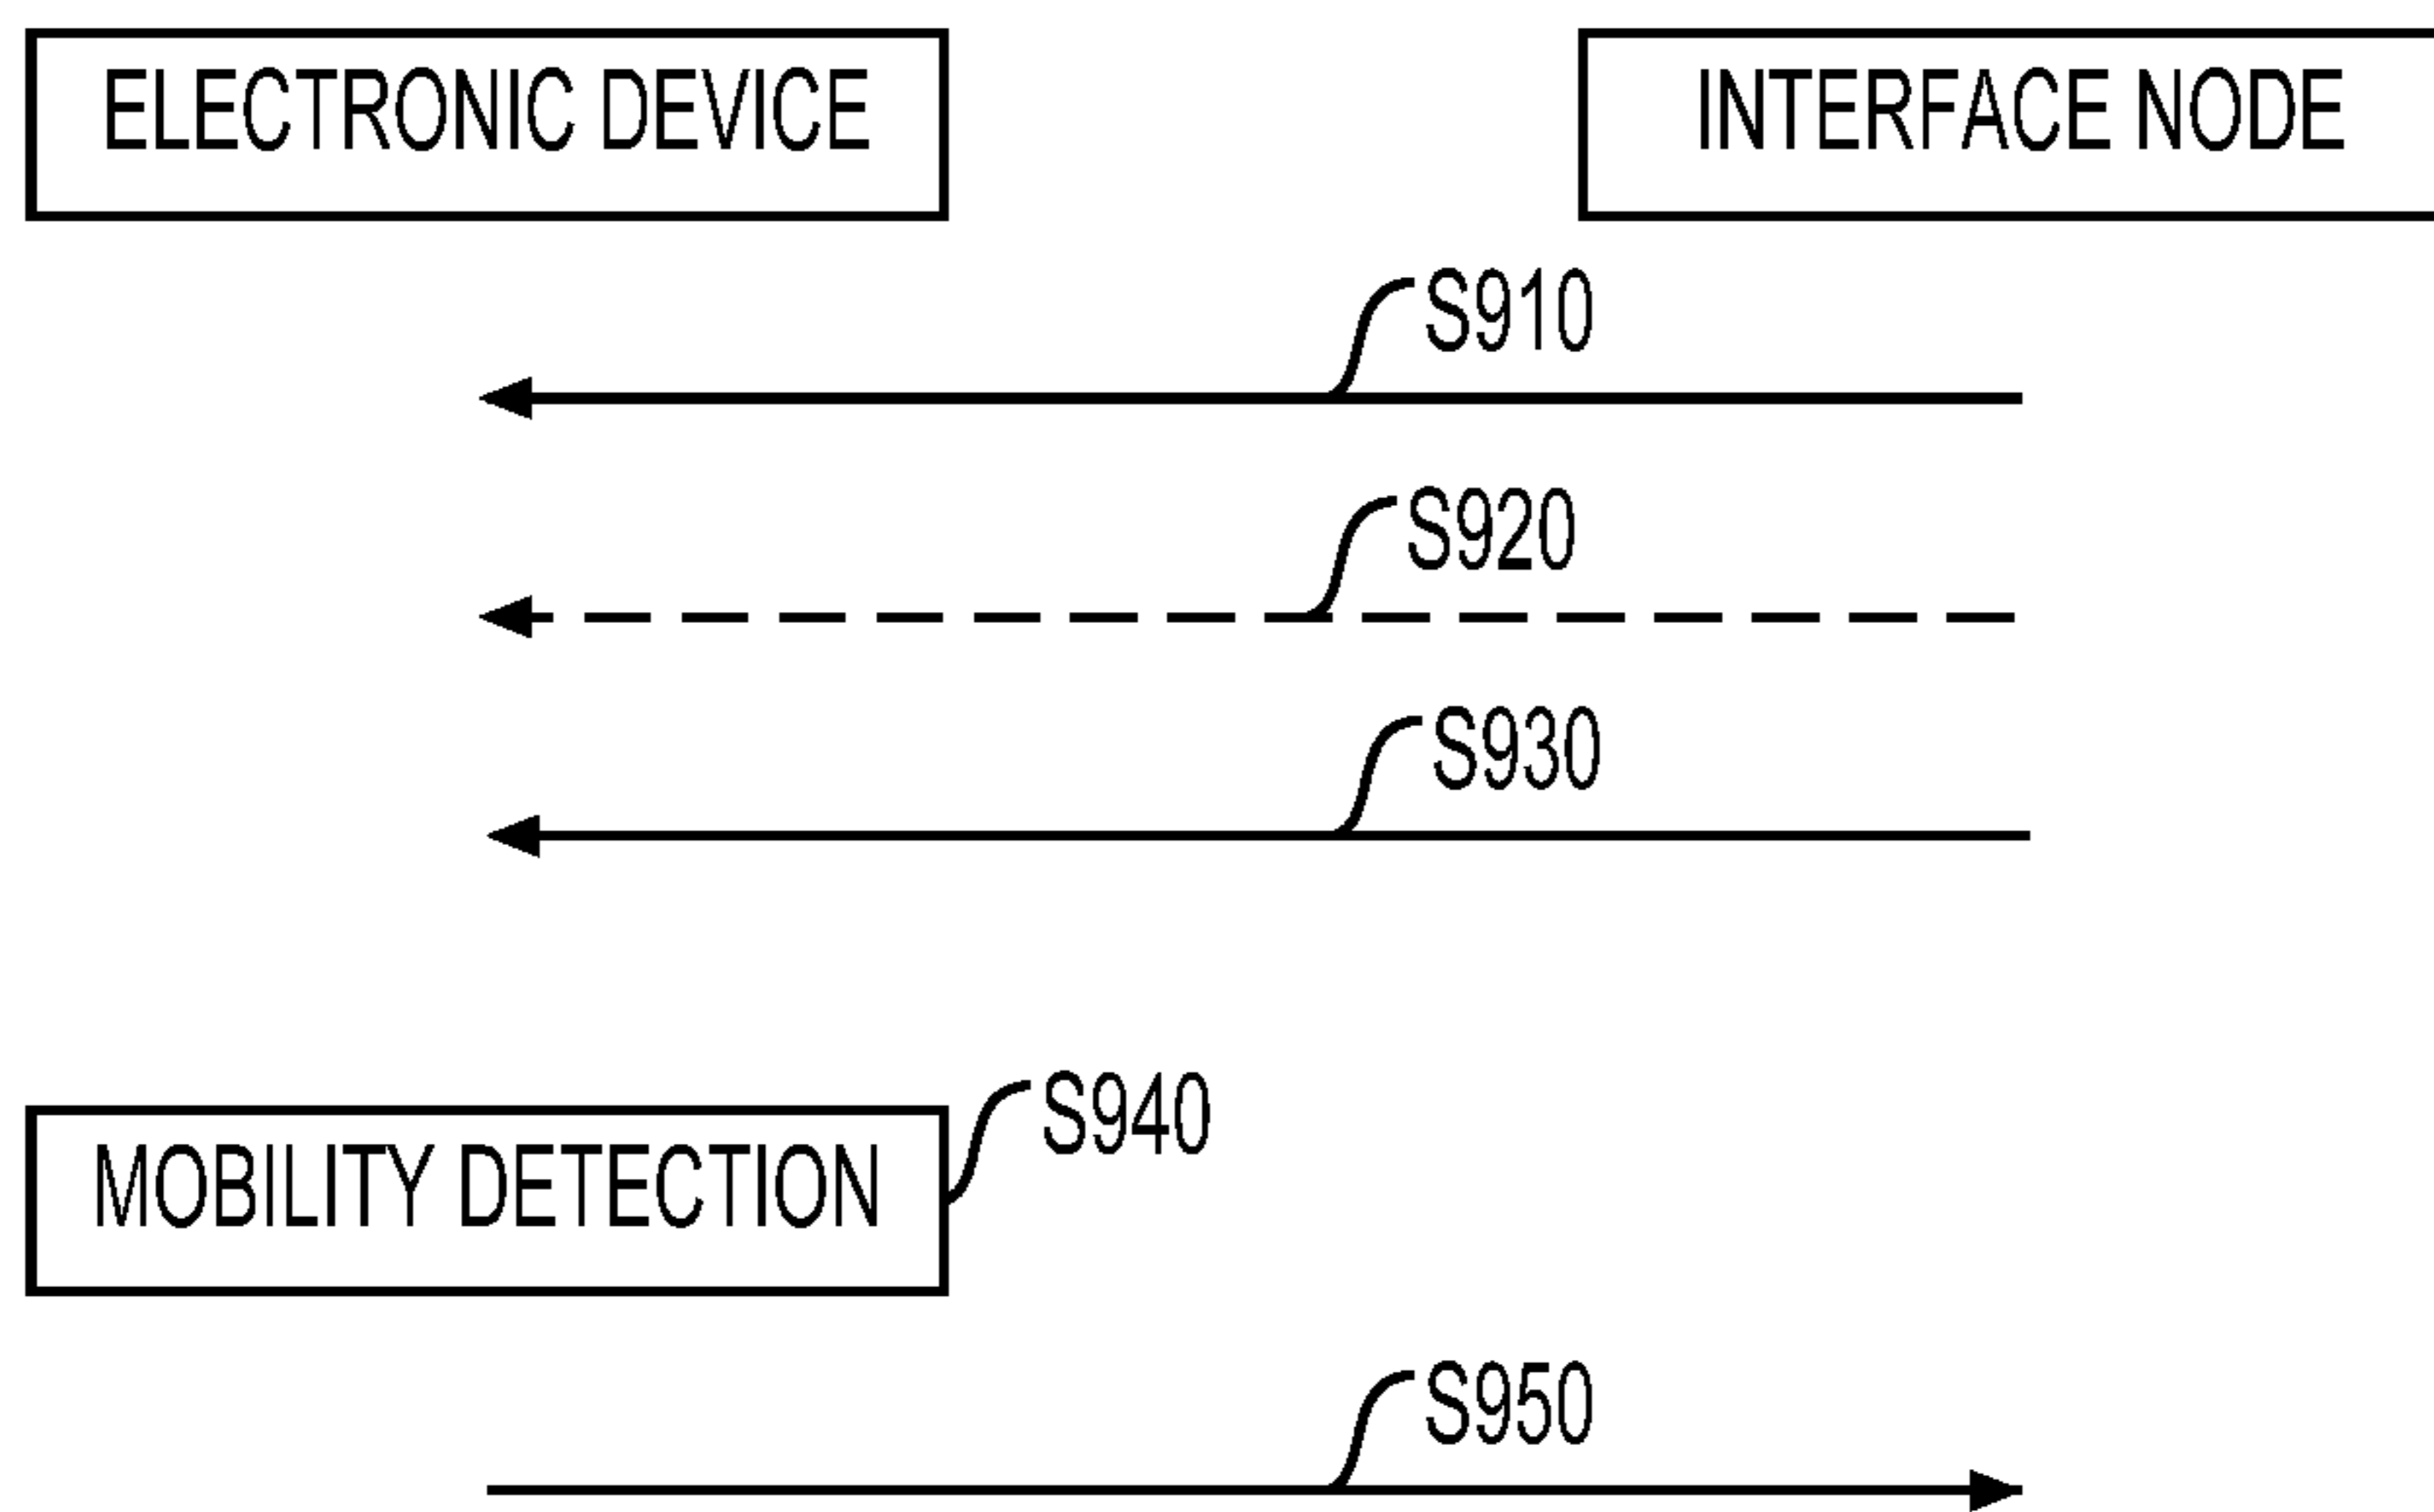 ELECTRONIC DEVICE
INTERFACE NODE
S910
S920
S930
S940
MOBILITY DETECTION
S950